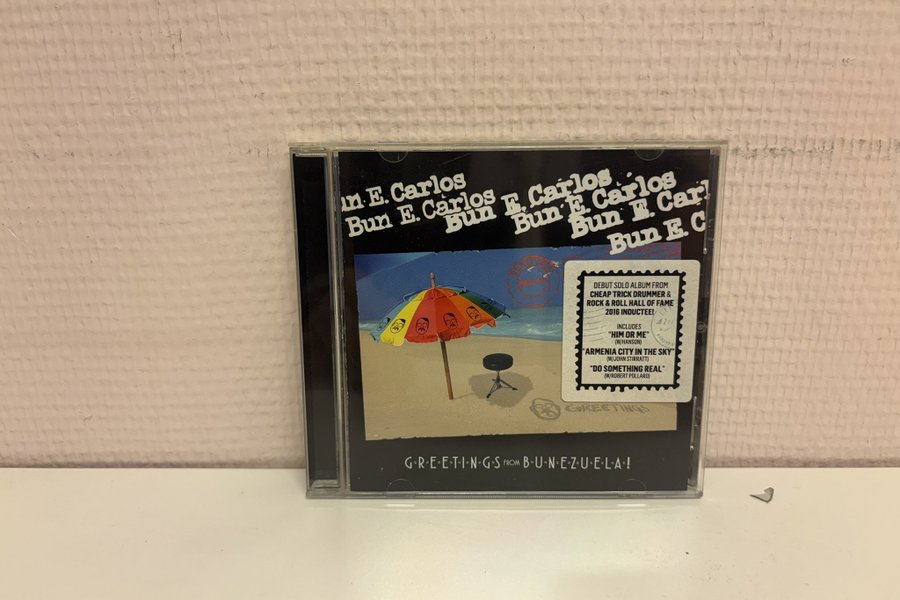 un E. Carlos
Bun E. Carlos
Bun E. Carlos
Bun E. Carlos
Bun E. Carl
Bun E. C
DEBUT SOLO ALBUM FROM
CHEAP TRICK DRUMMER &
ROCK & ROLL HALL OF FAME
2016 INDUCTEE!
INCLUDES
"HIM OR ME"
(W/HANSON)
"ARMENIA CITY IN THE SKY"
(W/JOHN STIRRATT)
"DO SOMETHING REAL"
(W/ROBERT POLLARD)
GREETINGS
G·R·E·E·T·I·N·G·S FROM B·U·N·E·Z·U·E·L·A!